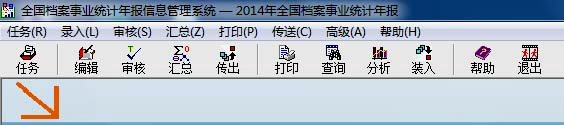 全国档案事业统计年报信息管理系统 — 2014年全国档案事业统计年报
任务(R) 录入(L) 审核(S) 汇总(Z) 打印(P) 传送(C) 高级(A) 帮助(H)
任务 编辑 审核 汇总 传出 打印 查询 分析 装入 帮助 退出